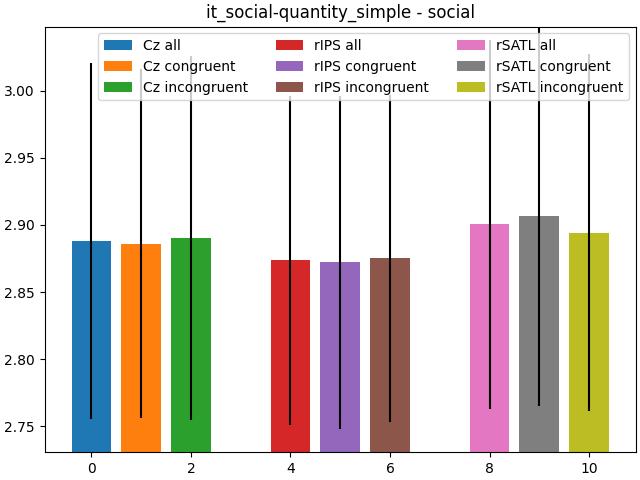 it_social-quantity_simple - social
Cz all
Cz congruent
Cz incongruent
rIPS all
rIPS congruent
rIPS incongruent
rSATL all
rSATL congruent
rSATL incongruent
3.00
2.95
2.90
2.85
2.80
2.75
0 2 4 6 8 10